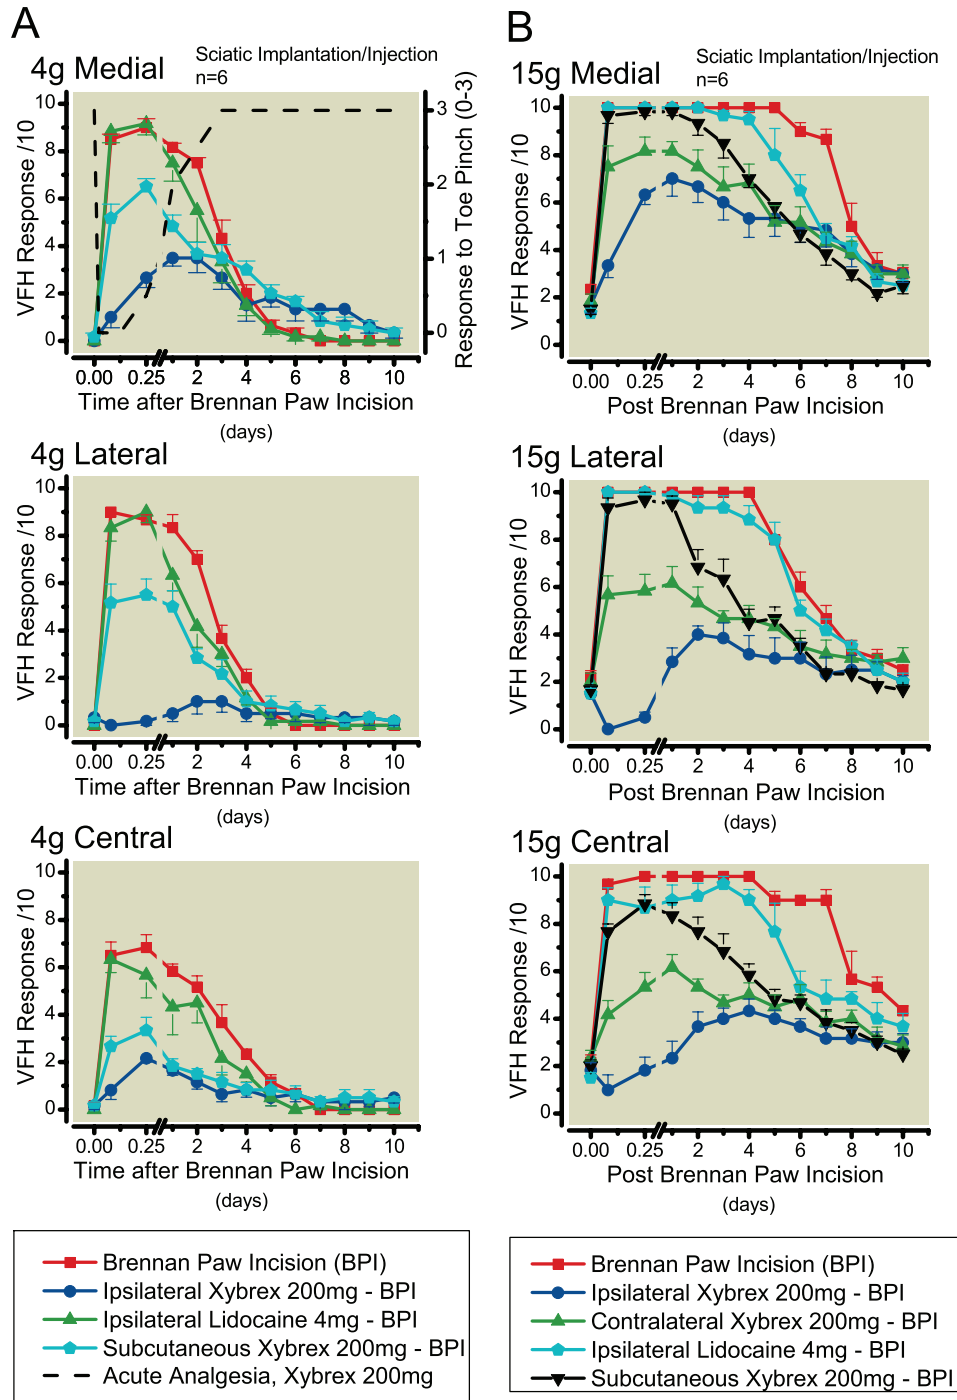 A
4g Medial
Sciatic Implantation/Injection
n=6
VFH Response /10
10
8
6
4
2
0
3
2
1
0
Response to Toe Pinch (0-3)
0.00 0.25 2 4 6 8 10
Time after Brennan Paw Incision
(days)
4g Lateral
VFH Response /10
10
8
6
4
2
0
0.00 0.25 2 4 6 8 10
Time after Brennan Paw Incision
(days)
4g Central
VFH Response /10
10
8
6
4
2
0
0.00 0.25 2 4 6 8 10
Time after Brennan Paw Incision
(days)
Brennan Paw Incision (BPI)
Ipsilateral Xybrex 200mg - BPI
Ipsilateral Lidocaine 4mg - BPI
Subcutaneous Xybrex 200mg - BPI
Acute Analgesia, Xybrex 200mg
B
15g Medial
Sciatic Implantation/Injection
n=6
VFH Response /10
10
8
6
4
2
0
0.00 0.25 2 4 6 8 10
Post Brennan Paw Incision
(days)
15g Lateral
VFH Response /10
10
8
6
4
2
0
0.00 0.25 2 4 6 8 10
Post Brennan Paw Incision
(days)
15g Central
VFH Response /10
10
8
6
4
2
0
0.00 0.25 2 4 6 8 10
Post Brennan Paw Incision
(days)
Brennan Paw Incision (BPI)
Ipsilateral Xybrex 200mg - BPI
Contralateral Xybrex 200mg - BPI
Ipsilateral Lidocaine 4mg - BPI
Subcutaneous Xybrex 200mg - BPI